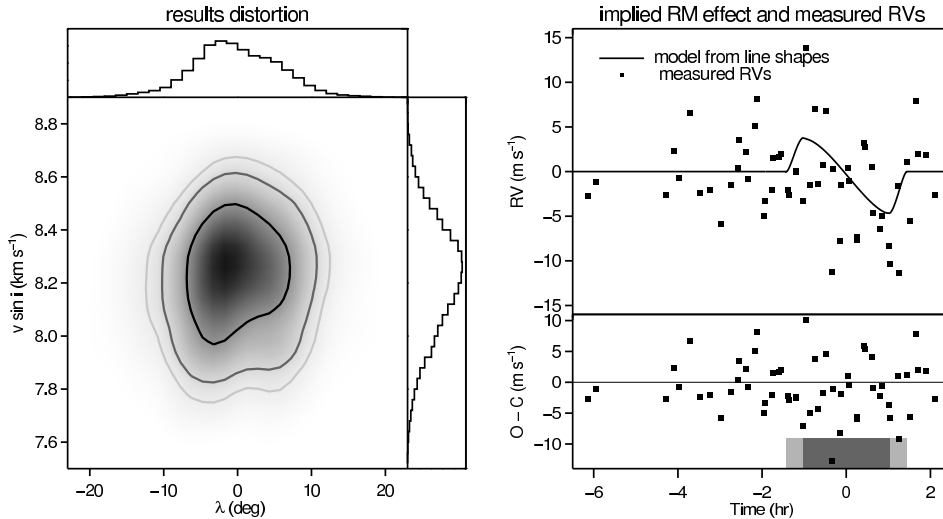 results distortion
8.8
8.6
8.4
8.2
8.0
7.8
7.6
v sin i (km s⁻¹)
−20 −10 0 10 20
λ (deg)
implied RM effect and measured RVs
model from line shapes
measured RVs
15
10
5
0
−5
−10
−15
RV (m s⁻¹)
10
5
0
−5
−10
O − C (m s⁻¹)
−6 −4 −2 0 2
Time (hr)